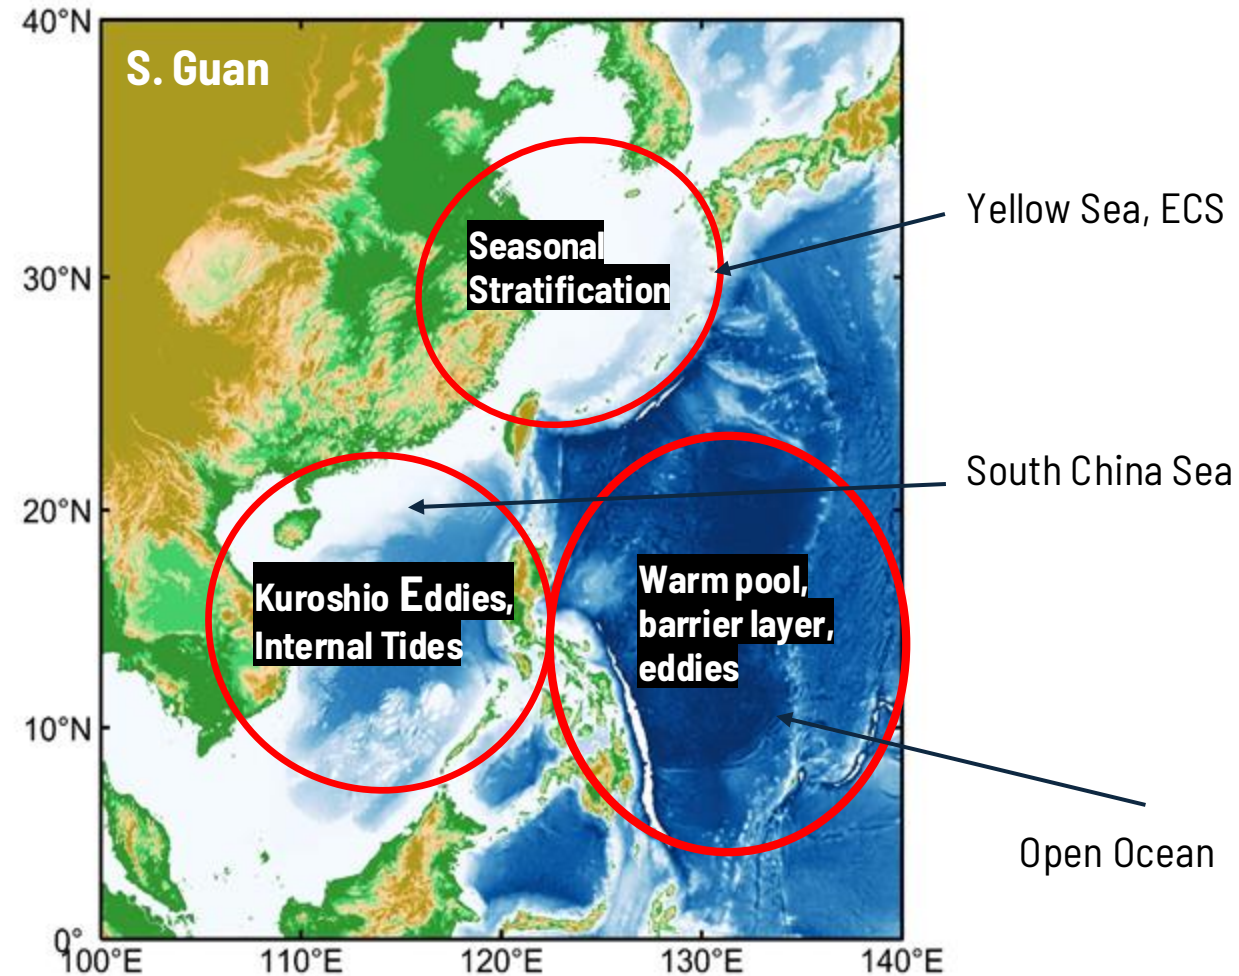 40°N
S. Guan
Yellow Sea, ECS
Seasonal
Stratification
30°N
South China Sea
20°N
Kuroshio Eddies,
Internal Tides
Warm pool,
barrier layer,
eddies
10°N
Open Ocean
0°
100°E
110°E
120°E
130°E
140°E